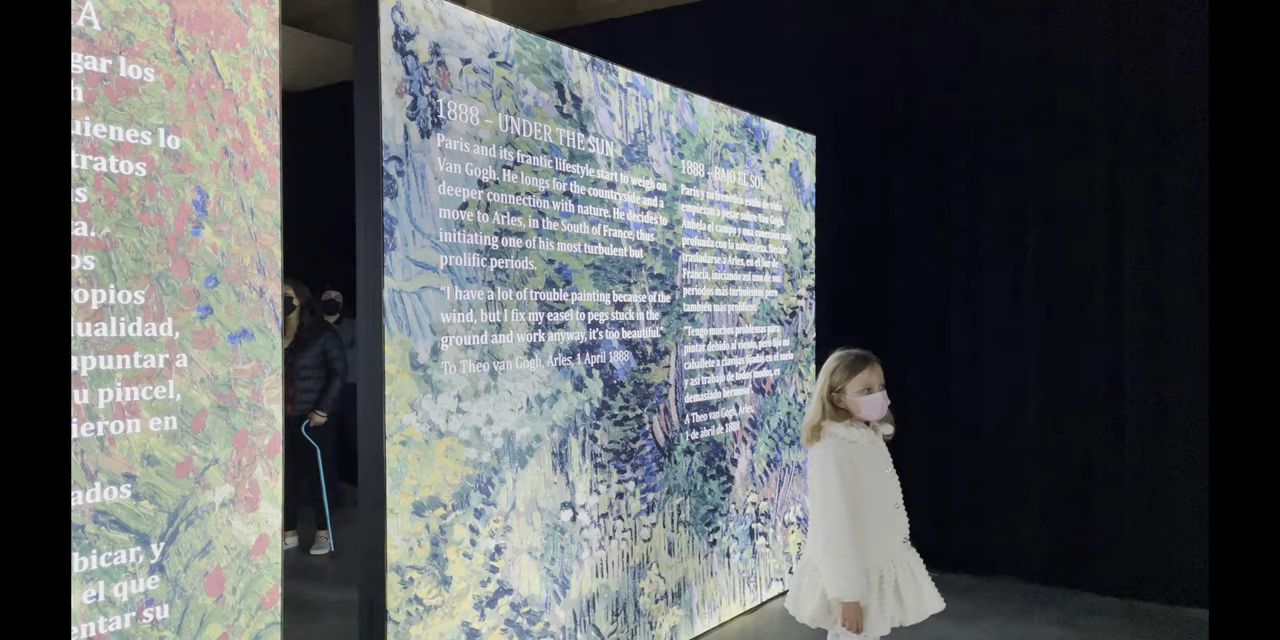 A
gar los
n
uienes lo
tratos
as
ta.
os
opios
lualidad,
apuntar a
u pincel,
ieron en
ados
bicar, y
el que
entar su
1888 – UNDER THE SUN
Paris and its frantic lifestyle start to weigh on
Van Gogh. He longs for the countryside and a
deeper connection with nature. He decides to
move to Arles, in the South of France, thus
initiating one of his most turbulent but
prolific periods.
“I have a lot of trouble painting because of the
wind, but I fix my easel to pegs stuck in the
ground and work anyway, it’s too beautiful.”
To Theo van Gogh, Arles, 1 April 1888
1888 – BAJO EL SOL
Paris y su frenético estilo de vida
empiezan a pesar sobre Van Gogh.
Anhela el campo y una conexión más
profunda con la naturaleza. Decide
trasladarse a Arles, en el Sur de
Francia, iniciando así uno de sus
periodos más turbulentos pero
también más prolíficos.
“Tengo muchos problemas para
pintar debido al viento, pero fijo mi
caballete a clavijas fijadas en el suelo
y así trabajo de todos modos, es
demasiado hermoso”.
A Theo van Gogh, Arles,
1 de abril de 1888